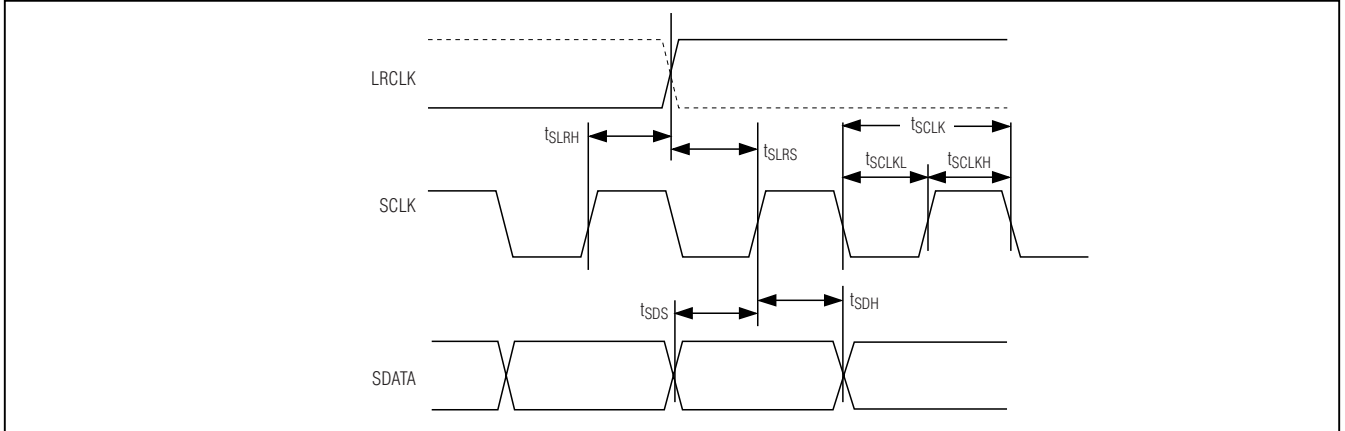 LRCLK
tSLRH
tSLRS
tSCLK
tSCLKL
tSCLKH
SCLK
tSDS
tSDH
SDATA